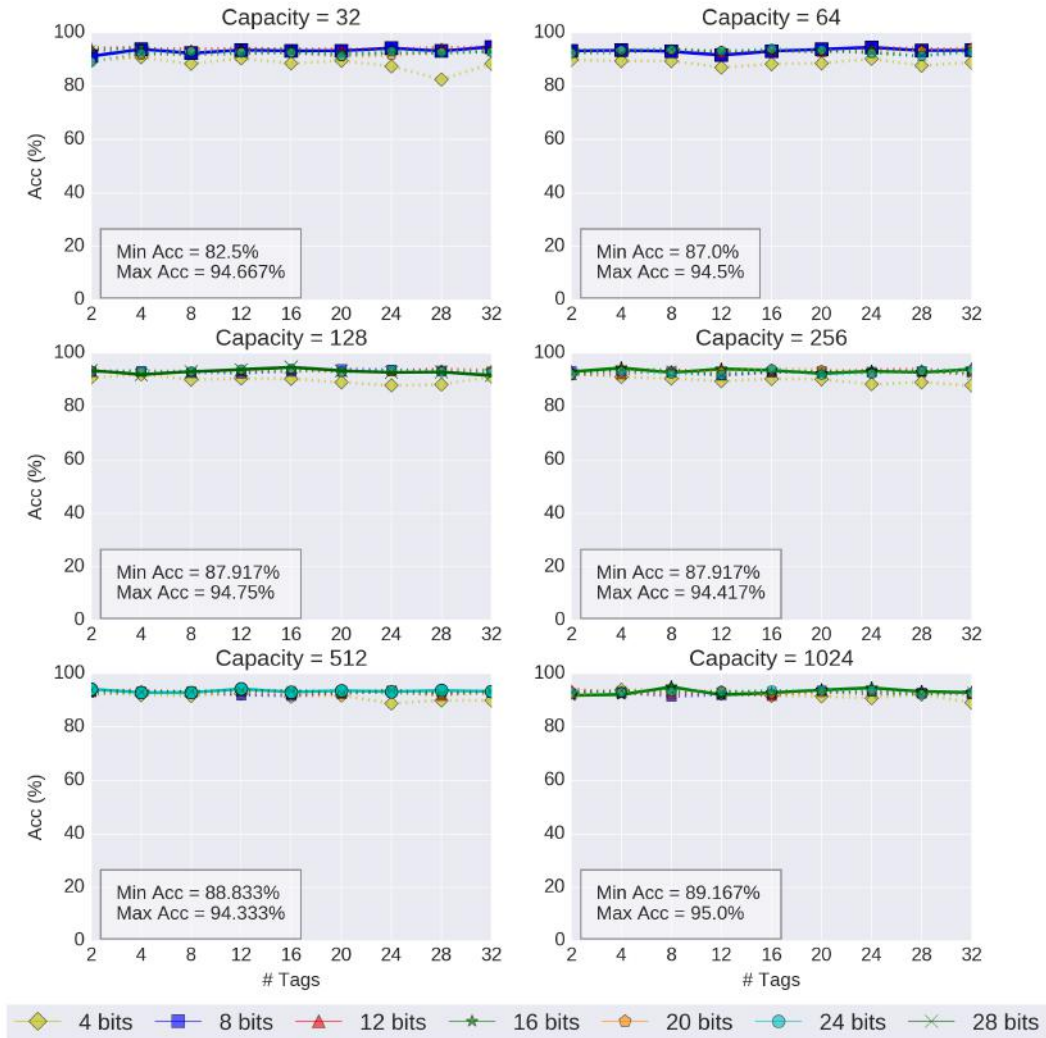 Capacity = 32
Capacity = 64
100
80
60
40
20
0
Acc (%)
Min Acc = 82.5%
Max Acc = 94.667%
2 4 8 12 16 20 24 28 32
100
80
60
40
20
0
Min Acc = 87.0%
Max Acc = 94.5%
2 4 8 12 16 20 24 28 32
Capacity = 128
Capacity = 256
100
80
60
40
20
0
Acc (%)
Min Acc = 87.917%
Max Acc = 94.75%
2 4 8 12 16 20 24 28 32
100
80
60
40
20
0
Min Acc = 87.917%
Max Acc = 94.417%
2 4 8 12 16 20 24 28 32
Capacity = 512
Capacity = 1024
100
80
60
40
20
0
Acc (%)
Min Acc = 88.833%
Max Acc = 94.333%
2 4 8 12 16 20 24 28 32
# Tags
100
80
60
40
20
0
Min Acc = 89.167%
Max Acc = 95.0%
2 4 8 12 16 20 24 28 32
# Tags
4 bits 8 bits 12 bits 16 bits 20 bits 24 bits 28 bits